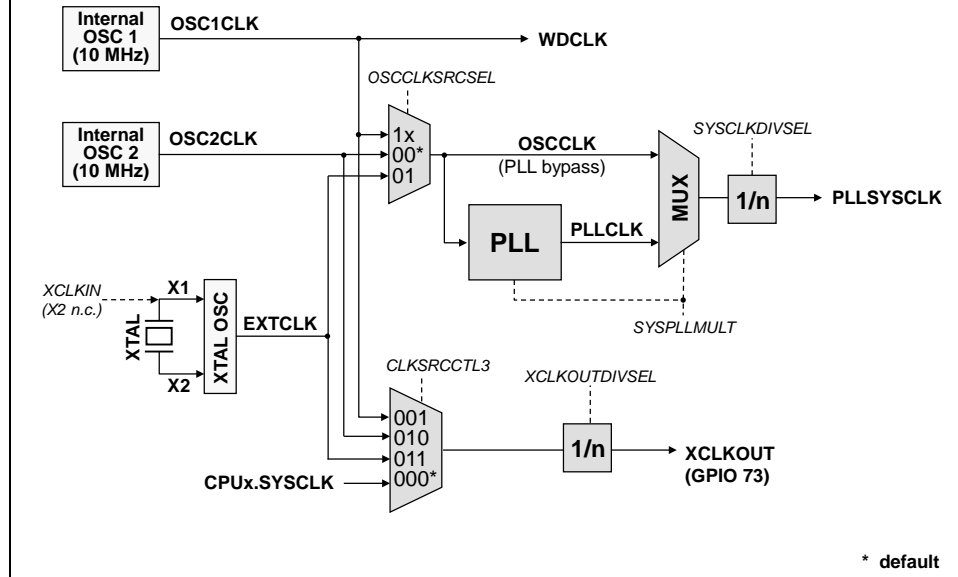 Internal
OSC 1
(10 MHz)
OSC1CLK
WDCLK
OSCCLKSRCSEL
Internal
OSC 2
(10 MHz)
OSC2CLK
1x
00*
01
OSCCLK
(PLL bypass)
SYSCLKDIVSEL
MUX
1/n
PLLSYSCLK
PLL
PLLCLK
SYSPLLMULT
XCLKIN
(X2 n.c.)
X1
XTAL
X2
XTAL OSC
EXTCLK
CLKSRCCTL3
XCLKOUTDIVSEL
001
010
011
000*
CPUx.SYSCLK
1/n
XCLKOUT
(GPIO 73)
* default